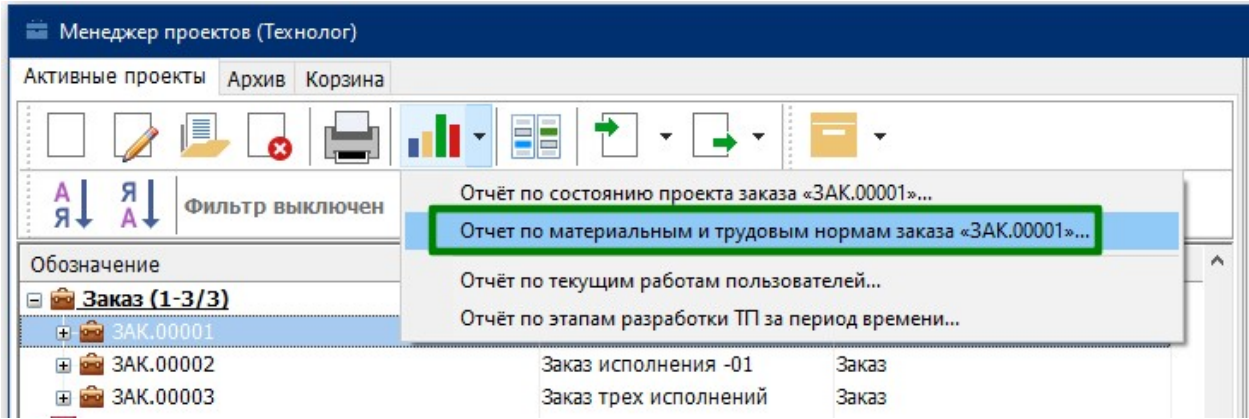 Менеджер проектов (Технолог)
Активные проекты Архив Корзина
А Я Я А Фильтр выключен
Отчёт по состоянию проекта заказа «ЗАК.00001»...
Отчет по материальным и трудовым нормам заказа «ЗАК.00001»...
Отчёт по текущим работам пользователей...
Отчёт по этапам разработки ТП за период времени...
Обозначение
Заказ (1-3/3)
ЗАК.00001
ЗАК.00002 Заказ исполнения -01 Заказ
ЗАК.00003 Заказ трех исполнений Заказ